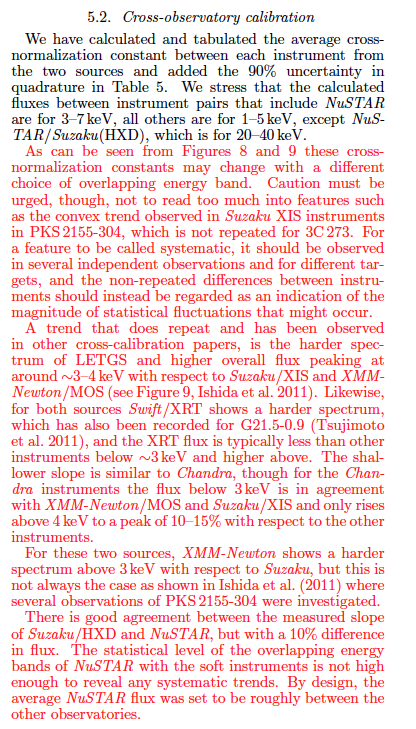 5.2. Cross-observatory calibration
We have calculated and tabulated the average cross-
normalization constant between each instrument from
the two sources and added the 90% uncertainty in
quadrature in Table 5. We stress that the calculated
fluxes between instrument pairs that include NuSTAR
are for 3–7 keV, all others are for 1–5 keV, except NuS-
TAR/Suzaku(HXD), which is for 20–40 keV.
As can be seen from Figures 8 and 9 these cross-
normalization constants may change with a different
choice of overlapping energy band. Caution must be
urged, though, not to read too much into features such
as the convex trend observed in Suzaku XIS instruments
in PKS 2155-304, which is not repeated for 3C 273. For
a feature to be called systematic, it should be observed
in several independent observations and for different tar-
gets, and the non-repeated differences between instru-
ments should instead be regarded as an indication of the
magnitude of statistical fluctuations that might occur.
A trend that does repeat and has been observed
in other cross-calibration papers, is the harder spec-
trum of LETGS and higher overall flux peaking at
around ∼3–4 keV with respect to Suzaku/XIS and XMM-
Newton/MOS (see Figure 9, Ishida et al. 2011). Likewise,
for both sources Swift/XRT shows a harder spectrum,
which has also been recorded for G21.5-0.9 (Tsujimoto
et al. 2011), and the XRT flux is typically less than other
instruments below ∼3 keV and higher above. The shal-
lower slope is similar to Chandra, though for the Chan-
dra instruments the flux below 3 keV is in agreement
with XMM-Newton/MOS and Suzaku/XIS and only rises
above 4 keV to a peak of 10–15% with respect to the other
instruments.
For these two sources, XMM-Newton shows a harder
spectrum above 3 keV with respect to Suzaku, but this is
not always the case as shown in Ishida et al. (2011) where
several observations of PKS 2155-304 were investigated.
There is good agreement between the measured slope
of Suzaku/HXD and NuSTAR, but with a 10% difference
in flux. The statistical level of the overlapping energy
bands of NuSTAR with the soft instruments is not high
enough to reveal any systematic trends. By design, the
average NuSTAR flux was set to be roughly between the
other observatories.